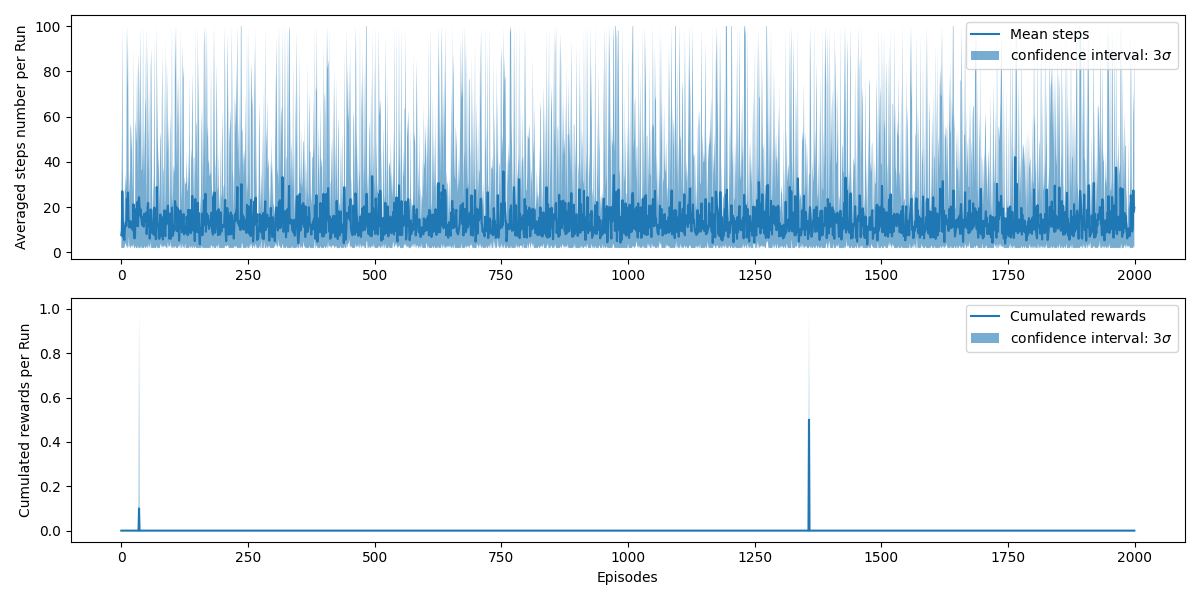 Averaged steps number per Run
100
80
60
40
20
0
Mean steps
confidence interval: 3σ
0 250 500 750 1000 1250 1500 1750 2000
Cumulated rewards per Run
1.0
0.8
0.6
0.4
0.2
0.0
Cumulated rewards
confidence interval: 3σ
0 250 500 750 1000 1250 1500 1750 2000
Episodes